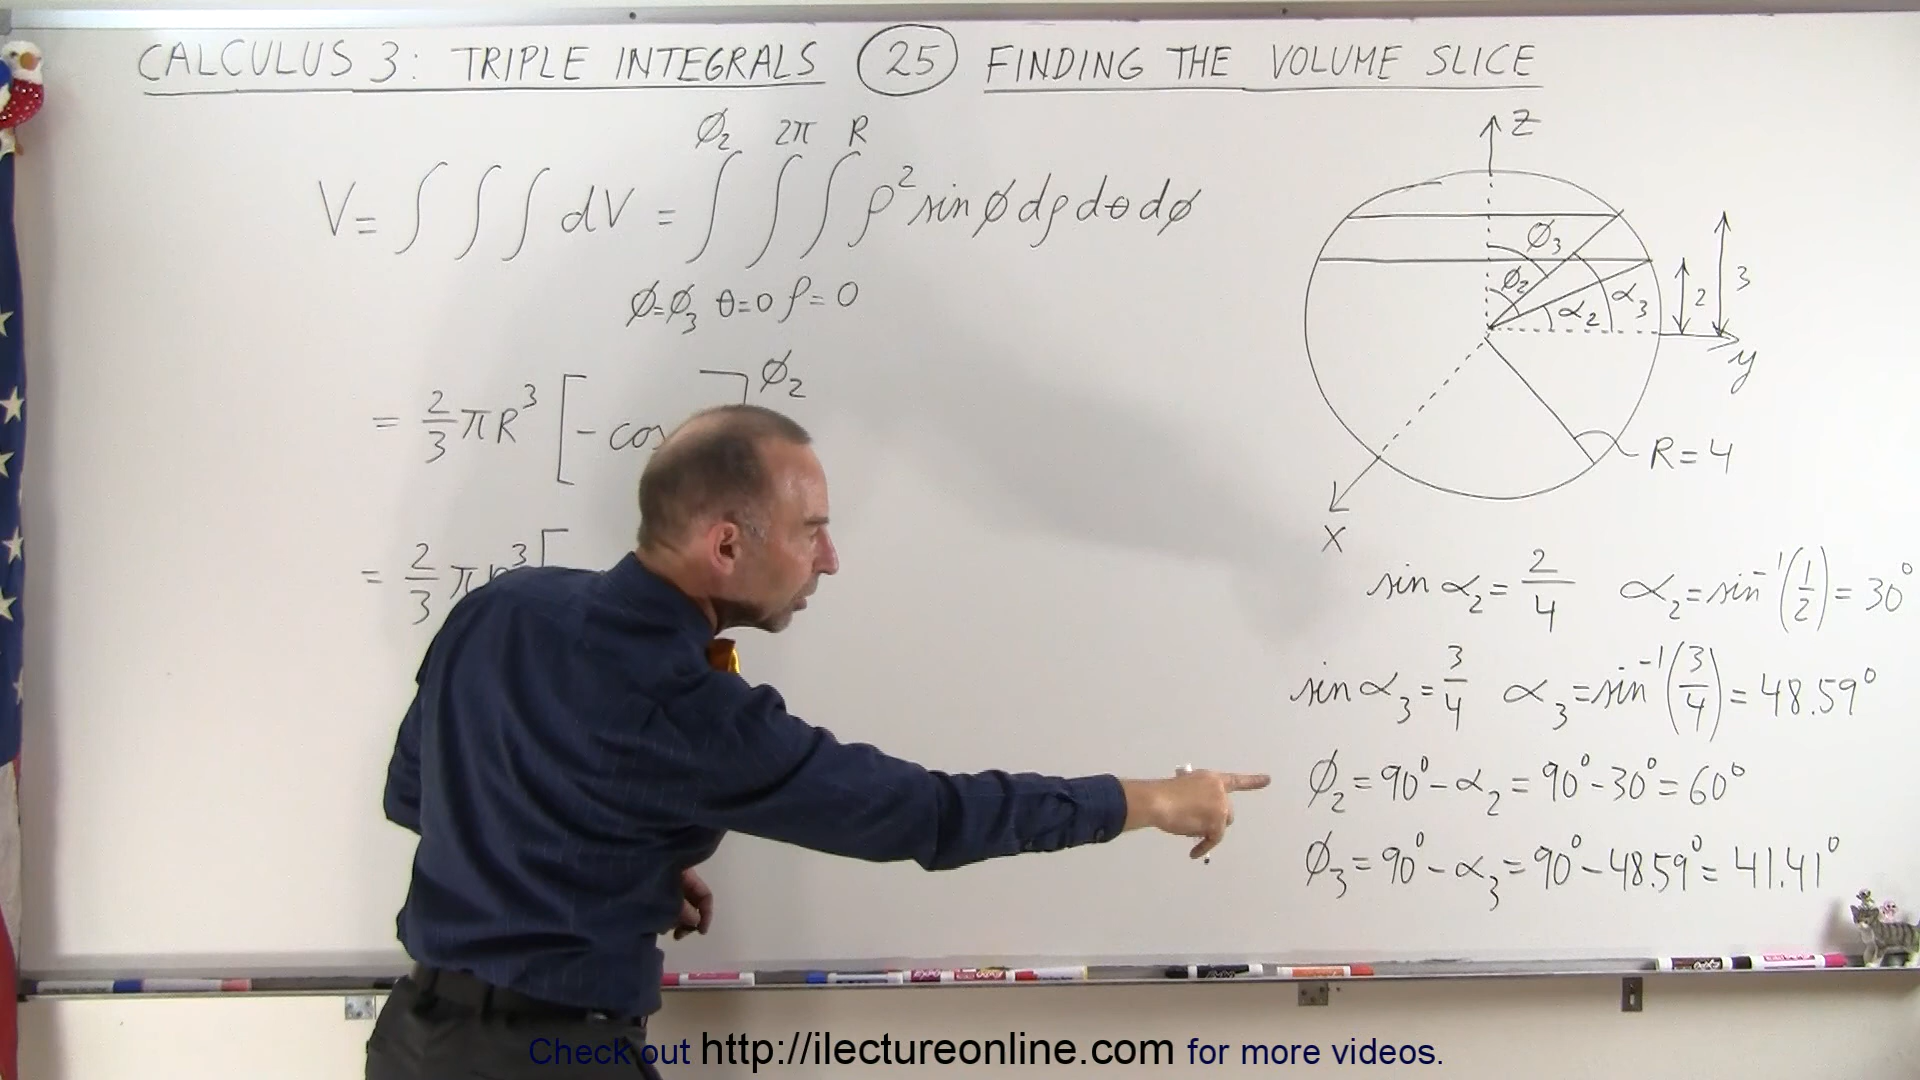 CALCULUS 3: TRIPLE INTEGRALS (25) FINDING THE VOLUME SLICE
V = ∫∫∫ dV = ∫_{ϕ=ϕ₃}^{ϕ₂} ∫_{θ=0}^{2π} ∫_{ρ=0}^{R} ρ² sin ϕ dρ dθ dϕ
= 2/3 πR³ [-cos ]^{ϕ₂}
= 2/3 π ³ [
Z
ϕ₃
ϕ₂
α₂
α₃
2
3
y
R = 4
X
sin α₂ = 2/4 α₂ = sin⁻¹(1/2) = 30°
sin α₃ = 3/4 α₃ = sin⁻¹(3/4) = 48.59°
ϕ₂ = 90° - α₂ = 90° - 30° = 60°
ϕ₃ = 90° - α₃ = 90° - 48.59° = 41.41°
Check out http://ilectureonline.com for more videos.